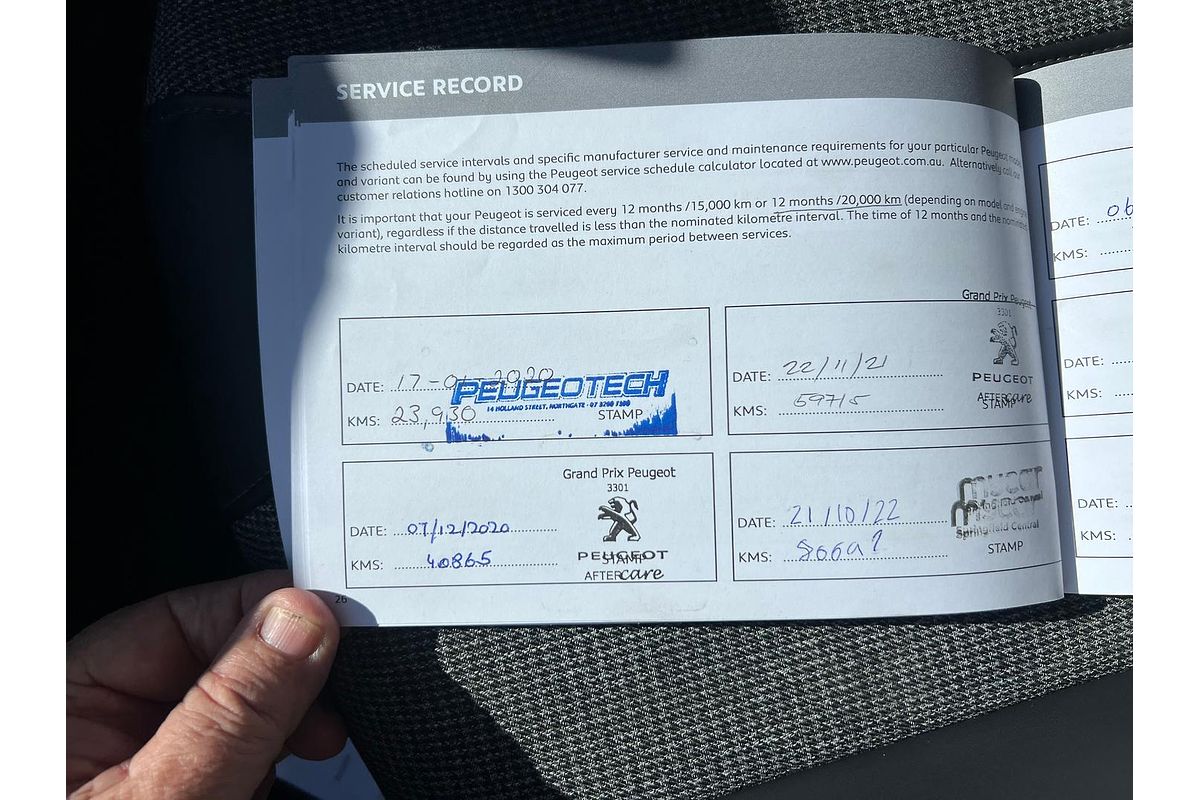 SERVICE RECORD
The scheduled service intervals and specific manufacturer service and maintenance requirements for your particular Peugeot model
and variant can be found by using the Peugeot service schedule calculator located at www.peugeot.com.au. Alternatively call our
customer relations hotline on 1300 304 077.
It is important that your Peugeot is serviced every 12 months /15,000 km or 12 months /20,000 km (depending on model and engine
variant), regardless if the distance travelled is less than the nominated kilometre interval. The time of 12 months and the nominated
kilometre interval should be regarded as the maximum period between services.
DATE: 17-01-2020
KMS: 23,930
PEUGEOTECH
14 HOLLAND STREET, NORTHGATE - 07 3260 7300
STAMP
DATE: 07/12/2020
KMS: 40865
Grand Prix Peugeot
3301
PEUGEOT
STAMP
AFTERcare
26
Grand Prix Peugeot
3301
DATE: 22/11/21
KMS: 59715
PEUGEOT
AFTERcare
STAMP
DATE: 21/10/22
KMS:
Springfield Central
STAMP
DATE: 06
KMS:
DATE:
KMS:
DATE:
KMS: